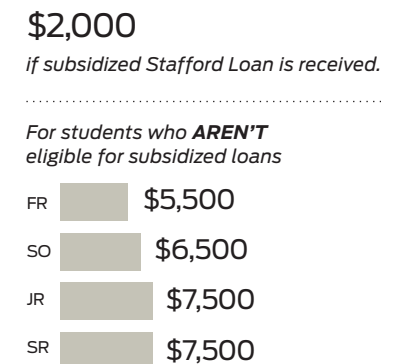 $2,000
if subsidized Stafford Loan is received.
For students who AREN'T
eligible for subsidized loans
FR $5,500
SO $6,500
JR $7,500
SR $7,500